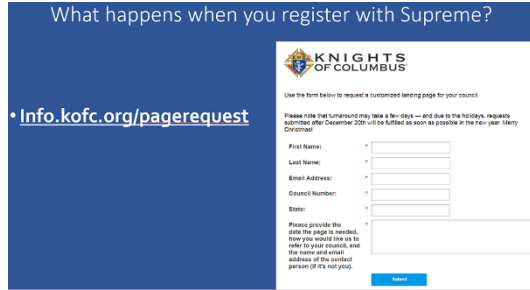 What happens when you register with Supreme?
• Info.kofc.org/pagerequest
KNIGHTS
OF COLUMBUS®
Use the form below to request a customized landing page for your council.
Please note that turnaround may take a few days — and due to the holidays, requests
submitted after December 20th will be fulfilled as soon as possible in the new year. Merry
Christmas!
First Name: *
Last Name: *
Email Address: *
Council Number: *
State: *
Please provide the *
date the page is needed,
how you would like us to
refer to your council, and
the name and email
address of the contact
person (if it's not you).
Submit